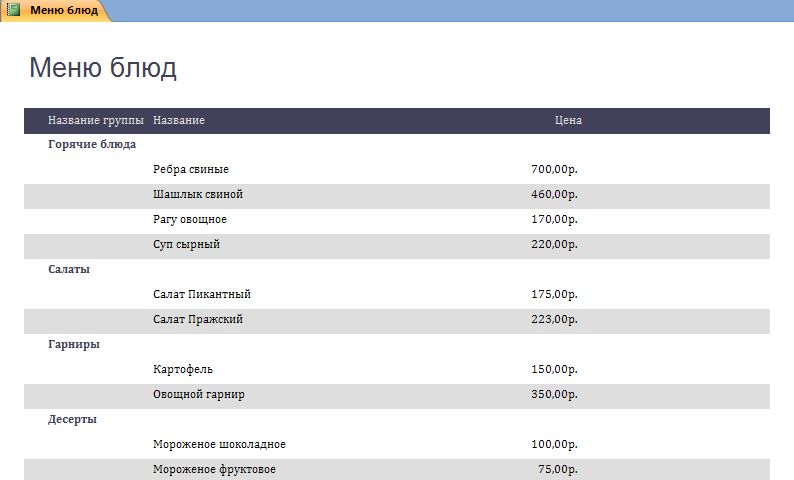 Меню блюд
Меню блюд
Название группы Название Цена
Горячие блюда
Ребра свиные 700,00р.
Шашлык свиной 460,00р.
Рагу овощное 170,00р.
Суп сырный 220,00р.
Салаты
Салат Пикантный 175,00р.
Салат Пражский 223,00р.
Гарниры
Картофель 150,00р.
Овощной гарнир 350,00р.
Десерты
Мороженое шоколадное 100,00р.
Мороженое фруктовое 75,00р.